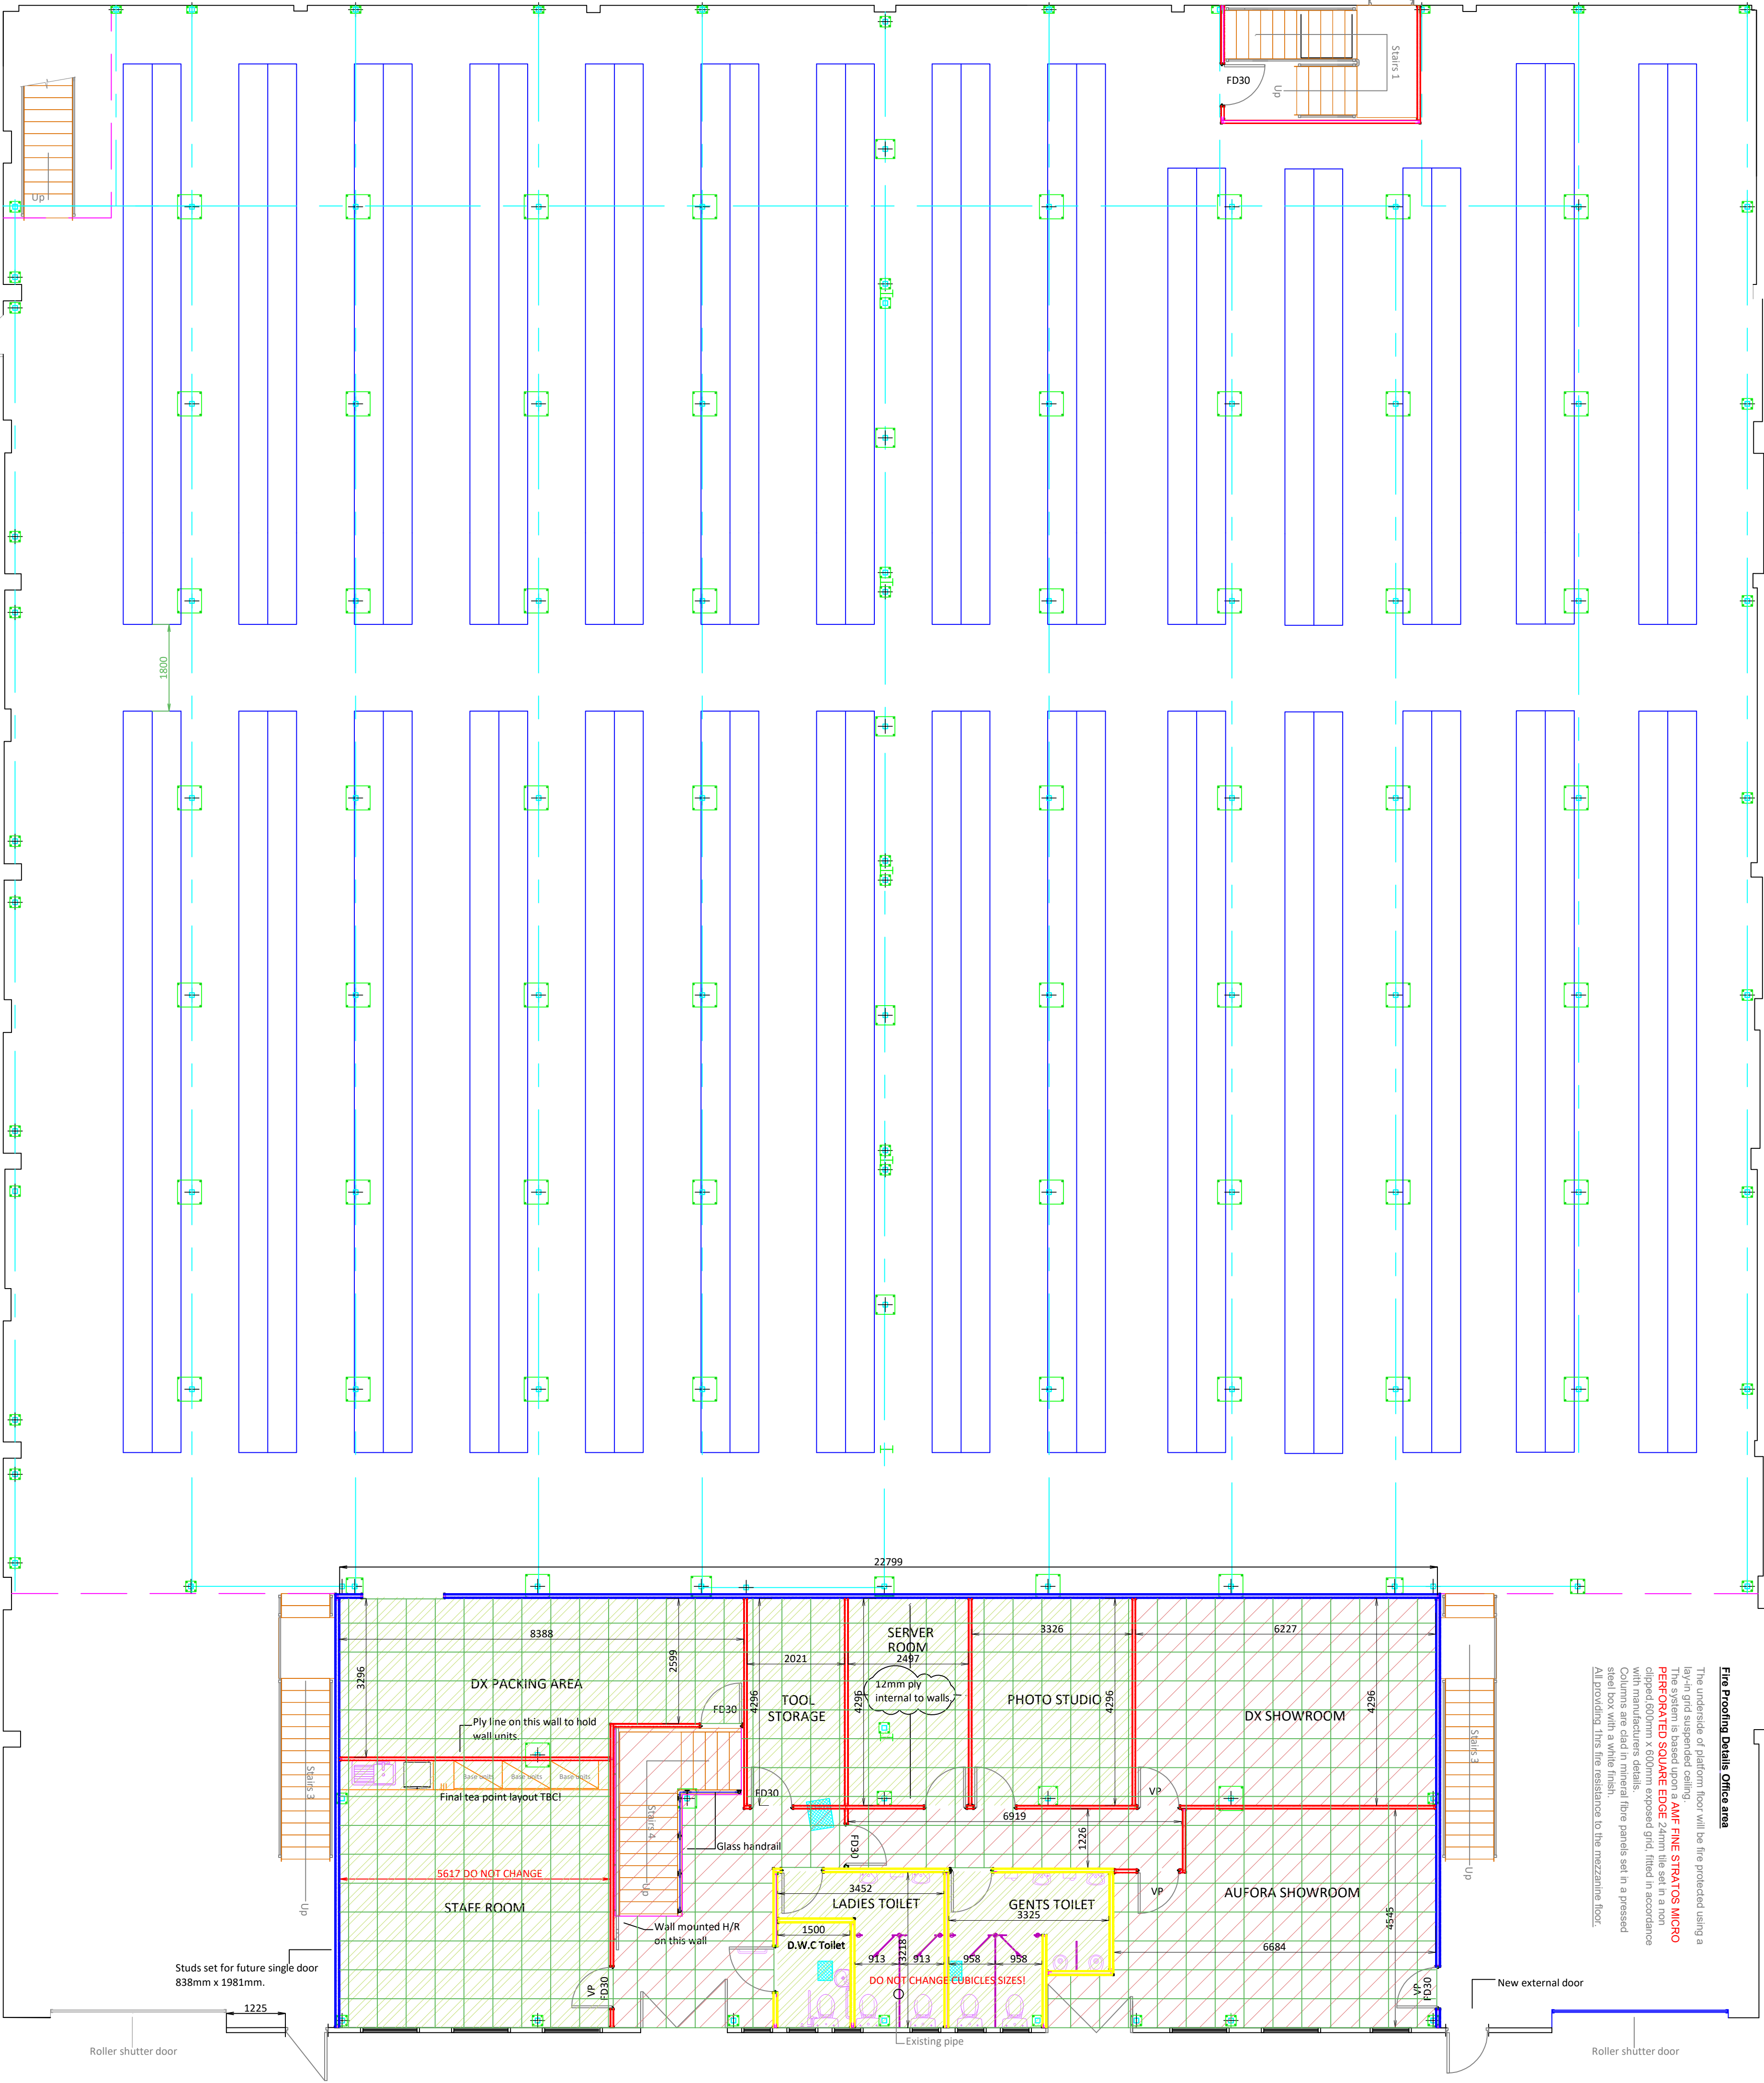 Stairs 1
FD30
Up
Up
1800
22799
8388
3296
2599
DX PACKING AREA
2021
4296
TOOL
STORAGE
SERVER
ROOM
2497
4296
12mm ply
internal to walls
3326
PHOTO STUDIO
4296
6227
DX SHOWROOM
4296
FD30
Ply line on this wall to hold
wall units.
Base units
Base units
Base units
Final tea point layout TBC!
FD30
VP
6919
1226
FD30
Stairs 4
Up
Glass handrail
5617 DO NOT CHANGE
STAFF ROOM
Wall mounted H/R
on this wall
3452
LADIES TOILET
1500
D.W.C Toilet
GENTS TOILET
3325
3218
913
913
958
958
DO NOT CHANGE CUBICLES SIZES!
VP
AUFORA SHOWROOM
4545
6684
VP
FD30
VP
FD30
Existing pipe
Stairs 3
Up
Stairs 3
Up
Studs set for future single door
838mm x 1981mm.
1225
Roller shutter door
New external door
Roller shutter door
Fire Proofing Details Office area
The underside of platform floor will be fire protected using a
lay-in grid suspended ceiling.
The system is based upon a AMF FINE STRATOS MICRO
PERFORATED SQUARE EDGE 24mm tile set in a non
clipped,600mm x 600mm exposed grid, fitted in accordance
with manufacturers details.
Columns are clad in mineral fibre panels set in a pressed
steel box with a white finish.
All providing 1hrs fire resistance to the mezzanine floor.